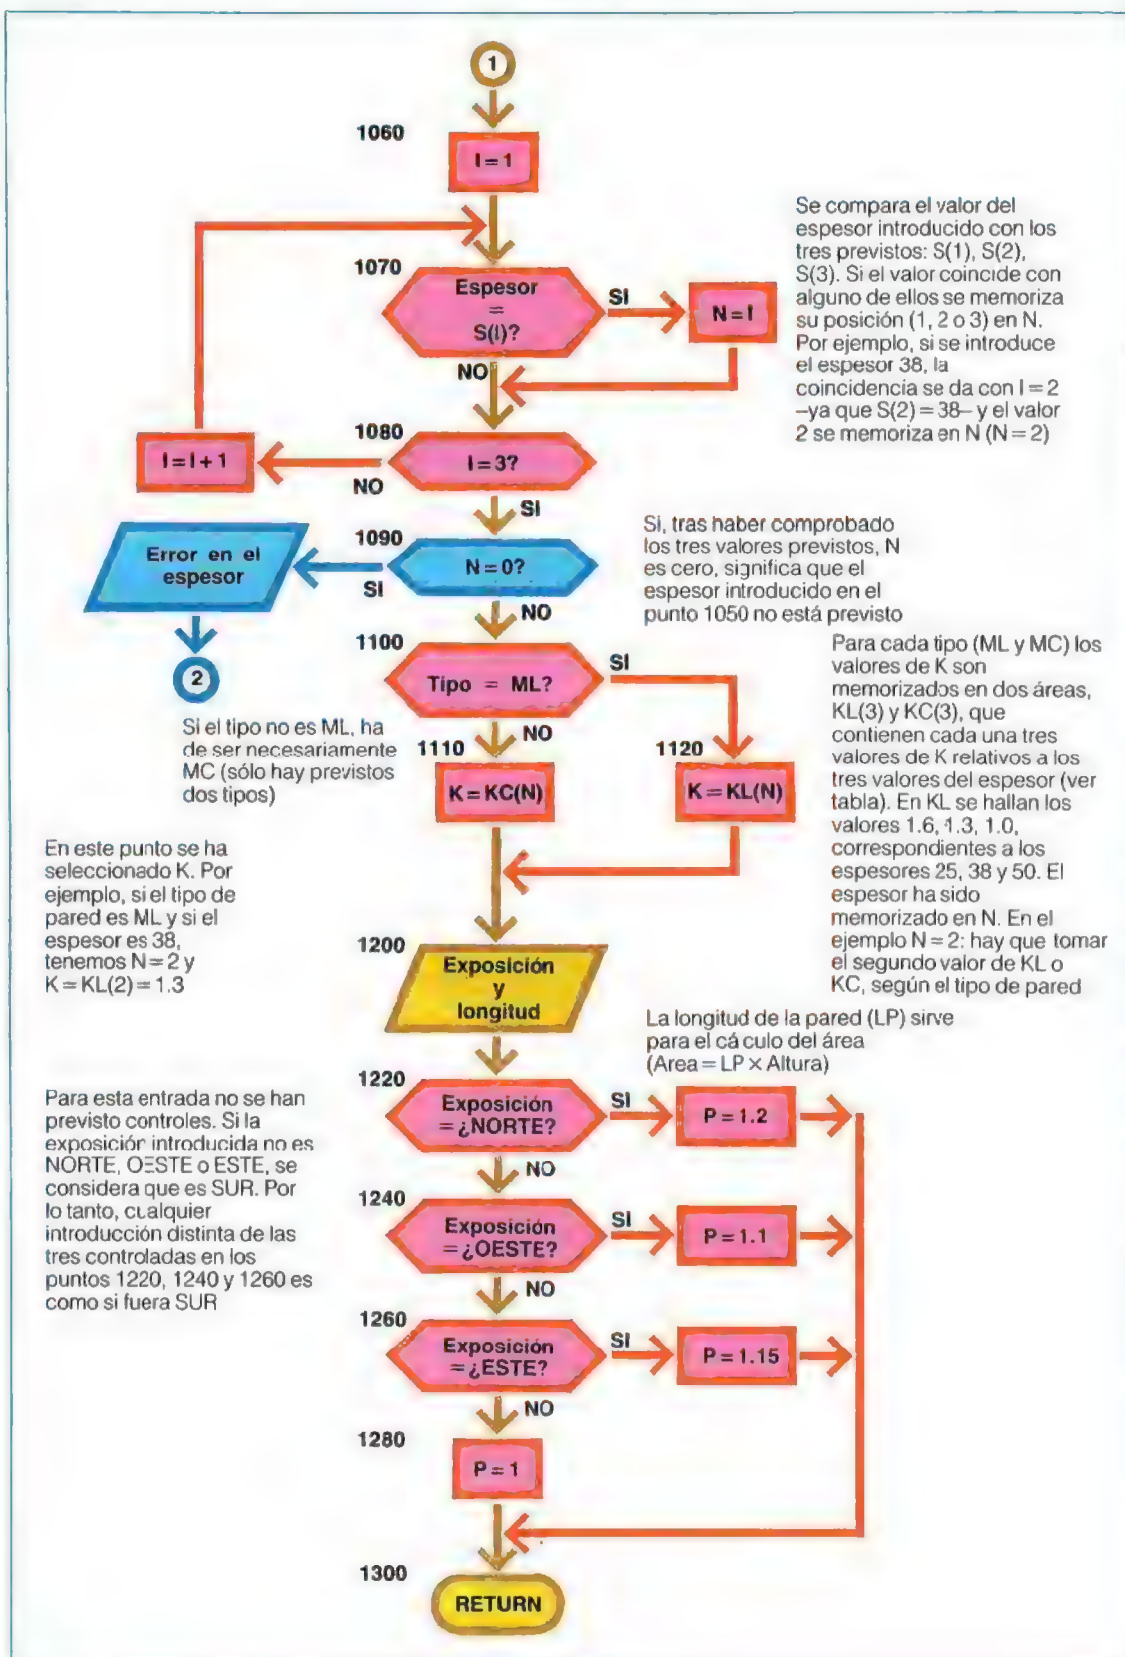 1
1060
I = 1
Se compara el valor del
espesor introducido con los
tres previstos: S(1), S(2),
S(3). Si el valor coincide con
alguno de ellos se memoriza
su posición (1, 2 o 3) en N.
Por ejemplo, si se introduce
el espesor 38, la
coincidencia se da con I = 2
–ya que S(2) = 38– y el valor
2 se memoriza en N (N = 2)
1070
Espesor
=
S(I)?
SI
N = I
NO
1080
I = 3?
I = I + 1
NO
SI
Si, tras haber comprobado
los tres valores previstos, N
es cero, significa que el
espesor introducido en el
punto 1050 no está previsto
1090
N = 0?
Error en el
espesor
SI
NO
2
Si el tipo no es ML, ha
de ser necesariamente
MC (sólo hay previstos
dos tipos)
1100
Tipo = ML?
SI
NO
1110
K = KC(N)
1120
K = KL(N)
Para cada tipo (ML y MC) los
valores de K son
memorizados en dos áreas,
KL(3) y KC(3), que
contienen cada una tres
valores de K relativos a los
tres valores del espesor (ver
tabla). En KL se hallan los
valores 1.6, 1.3, 1.0,
correspondientes a los
espesores 25, 38 y 50. El
espesor ha sido
memorizado en N. En el
ejemplo N = 2: hay que tomar
el segundo valor de KL o
KC, según el tipo de pared
En este punto se ha
seleccionado K. Por
ejemplo, si el tipo de
pared es ML y si el
espesor es 38,
tenemos N = 2 y
K = KL(2) = 1.3
1200
Exposición
y
longitud
La longitud de la pared (LP) sirve
para el cá culo del área
(Area = LP × Altura)
Para esta entrada no se han
previsto controles. Si la
exposición introducida no es
NORTE, OESTE o ESTE, se
considera que es SUR. Por
lo tanto, cualquier
introducción distinta de las
tres controladas en los
puntos 1220, 1240 y 1260 es
como si fuera SUR
1220
Exposición
= ¿NORTE?
SI
P = 1.2
NO
1240
Exposición
= ¿OESTE?
SI
P = 1.1
NO
1260
Exposición
= ¿ESTE?
SI
P = 1.15
NO
1280
P = 1
1300
RETURN